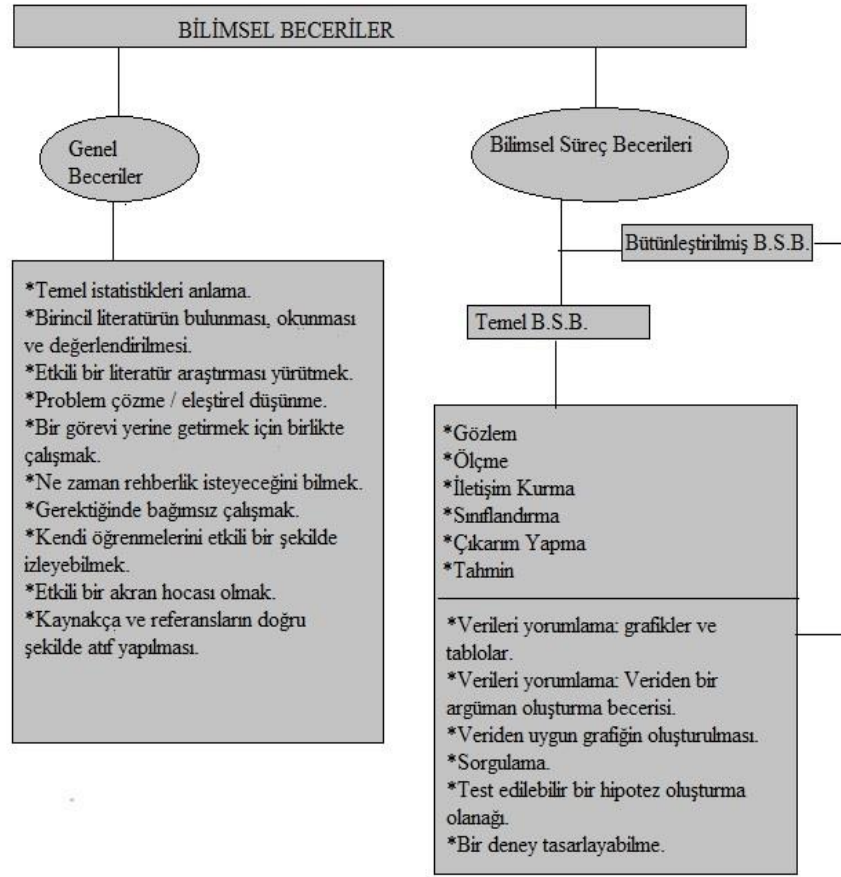 BİLİMSEL BECERİLER
Genel
Beceriler
*Temel istatistikleri anlama.
*Birincil literatürün bulunması, okunması
ve değerlendirilmesi.
*Etkili bir literatür araştırması yürütmek.
*Problem çözme / eleştirel düşünme.
*Bir görevi yerine getirmek için birlikte
çalışmak.
*Ne zaman rehberlik isteyeceğini bilmek.
*Gerektiğinde bağımsız çalışmak.
*Kendi öğrenmelerini etkili bir şekilde
izleyebilmek.
*Etkili bir akran hocası olmak.
*Kaynakça ve referansların doğru
şekilde atıf yapılması.
Bilimsel Süreç Becerileri
Bütünleştirilmiş B.S.B.
Temel B.S.B.
*Gözlem
*Ölçme
*İletişim Kurma
*Sınıflandırma
*Çıkarım Yapma
*Tahmin
*Verileri yorumlama: grafikler ve
tablolar.
*Verileri yorumlama: Veriden bir
argüman oluşturma becerisi.
*Veriden uygun grafiğin oluşturulması.
*Sorgulama.
*Test edilebilir bir hipotez oluşturma
olanağı.
*Bir deney tasarlayabilme.